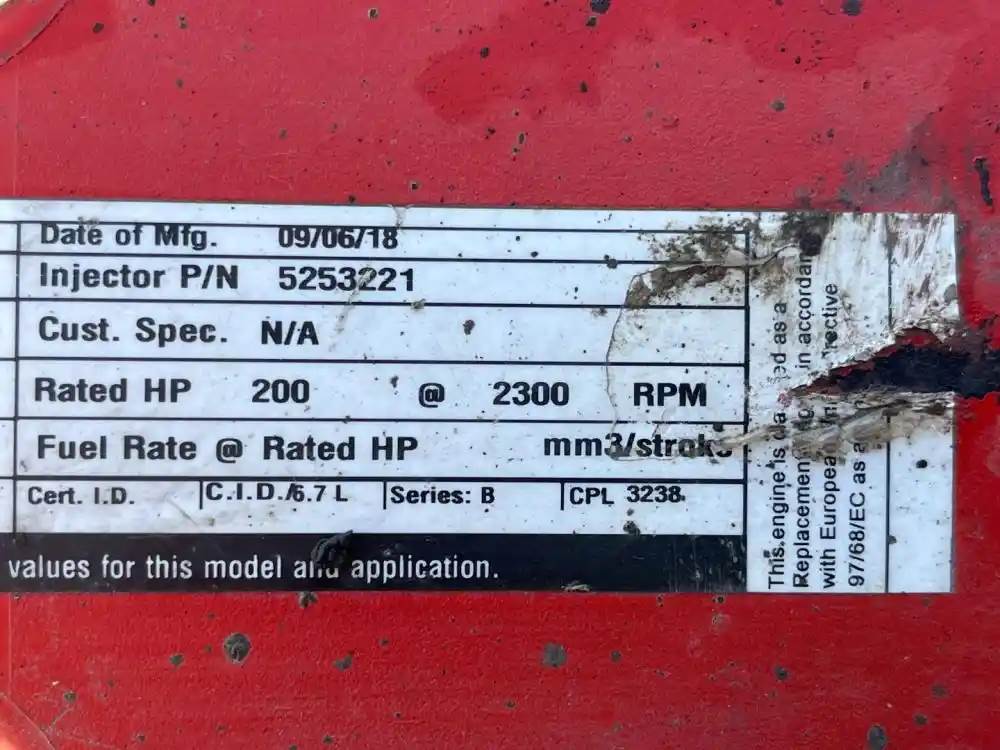 Date of Mfg. 09/06/18
Injector P/N 5253221
Cust. Spec. N/A
Rated HP 200 @ 2300 RPM
Fuel Rate @ Rated HP mm3/stroke
Cert. I.D. C.I.D./6.7 L Series: B CPL 3238
values for this model and application.
This engine is as a
Replacement in
with European
97/68/EC as